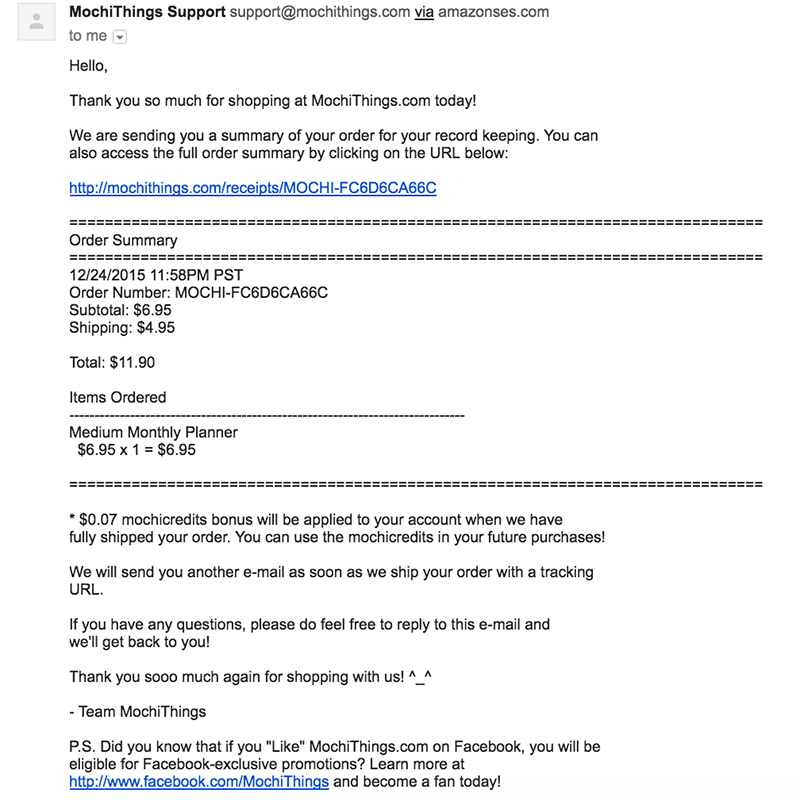 MochiThings Support support@mochithings.com via amazonses.com
to me
Hello,
Thank you so much for shopping at MochiThings.com today!
We are sending you a summary of your order for your record keeping. You can
also access the full order summary by clicking on the URL below:
http://mochithings.com/receipts/MOCHI-FC6D6CA66C
==============================================================================
Order Summary
==============================================================================
12/24/2015 11:58PM PST
Order Number: MOCHI-FC6D6CA66C
Subtotal: $6.95
Shipping: $4.95
Total: $11.90
Items Ordered
------------------------------------------------------------------------------
Medium Monthly Planner
$6.95 x 1 = $6.95
==============================================================================
* $0.07 mochicredits bonus will be applied to your account when we have
fully shipped your order. You can use the mochicredits in your future purchases!
We will send you another e-mail as soon as we ship your order with a tracking
URL.
If you have any questions, please do feel free to reply to this e-mail and
we'll get back to you!
Thank you sooo much again for shopping with us! ^_^
- Team MochiThings
P.S. Did you know that if you "Like" MochiThings.com on Facebook, you will be
eligible for Facebook-exclusive promotions? Learn more at
http://www.facebook.com/MochiThings and become a fan today!